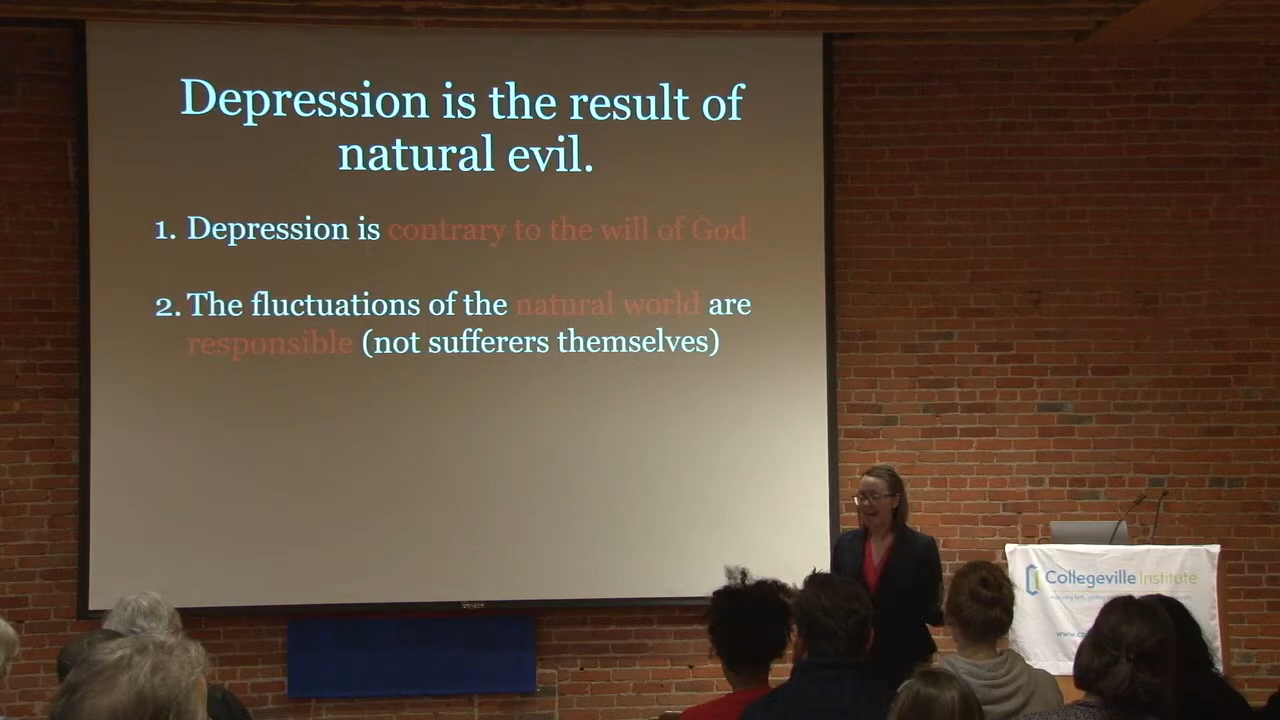 Depression is the result of
natural evil.
1. Depression is contrary to the will of God
2. The fluctuations of the natural world are
responsible (not sufferers themselves)
Collegeville Institute